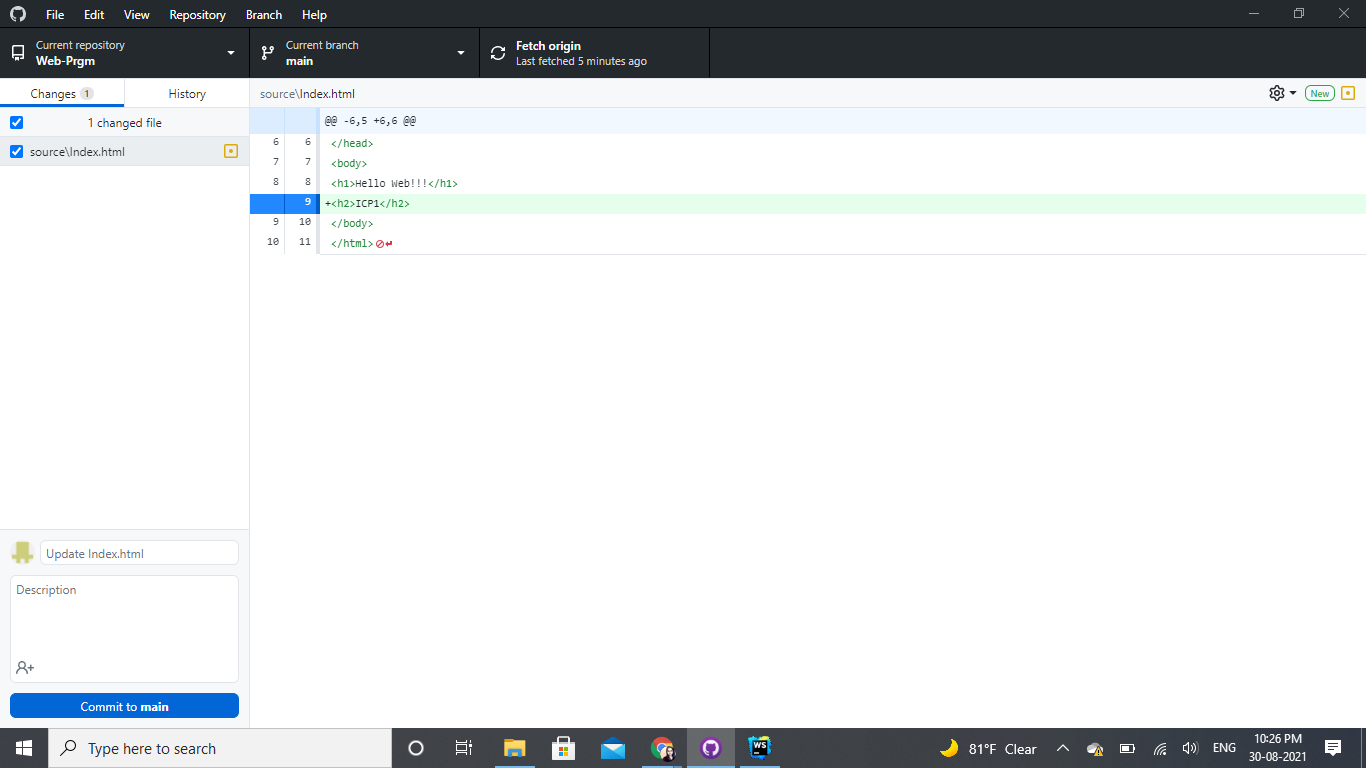 File Edit View Repository Branch Help
Current repository
Web-Prgm
Current branch
main
Fetch origin
Last fetched 5 minutes ago
Changes 1
History
source\Index.html
New
1 changed file
source\Index.html
@@ -6,5 +6,6 @@
6 6 </head>
7 7 <body>
8 8 <h1>Hello Web!!!</h1>
9 +<h2>ICP1</h2>
9 10 </body>
10 11 </html>
Update Index.html
Description
Commit to main
Type here to search
WS
81°F Clear
ENG
10:26 PM
30-08-2021